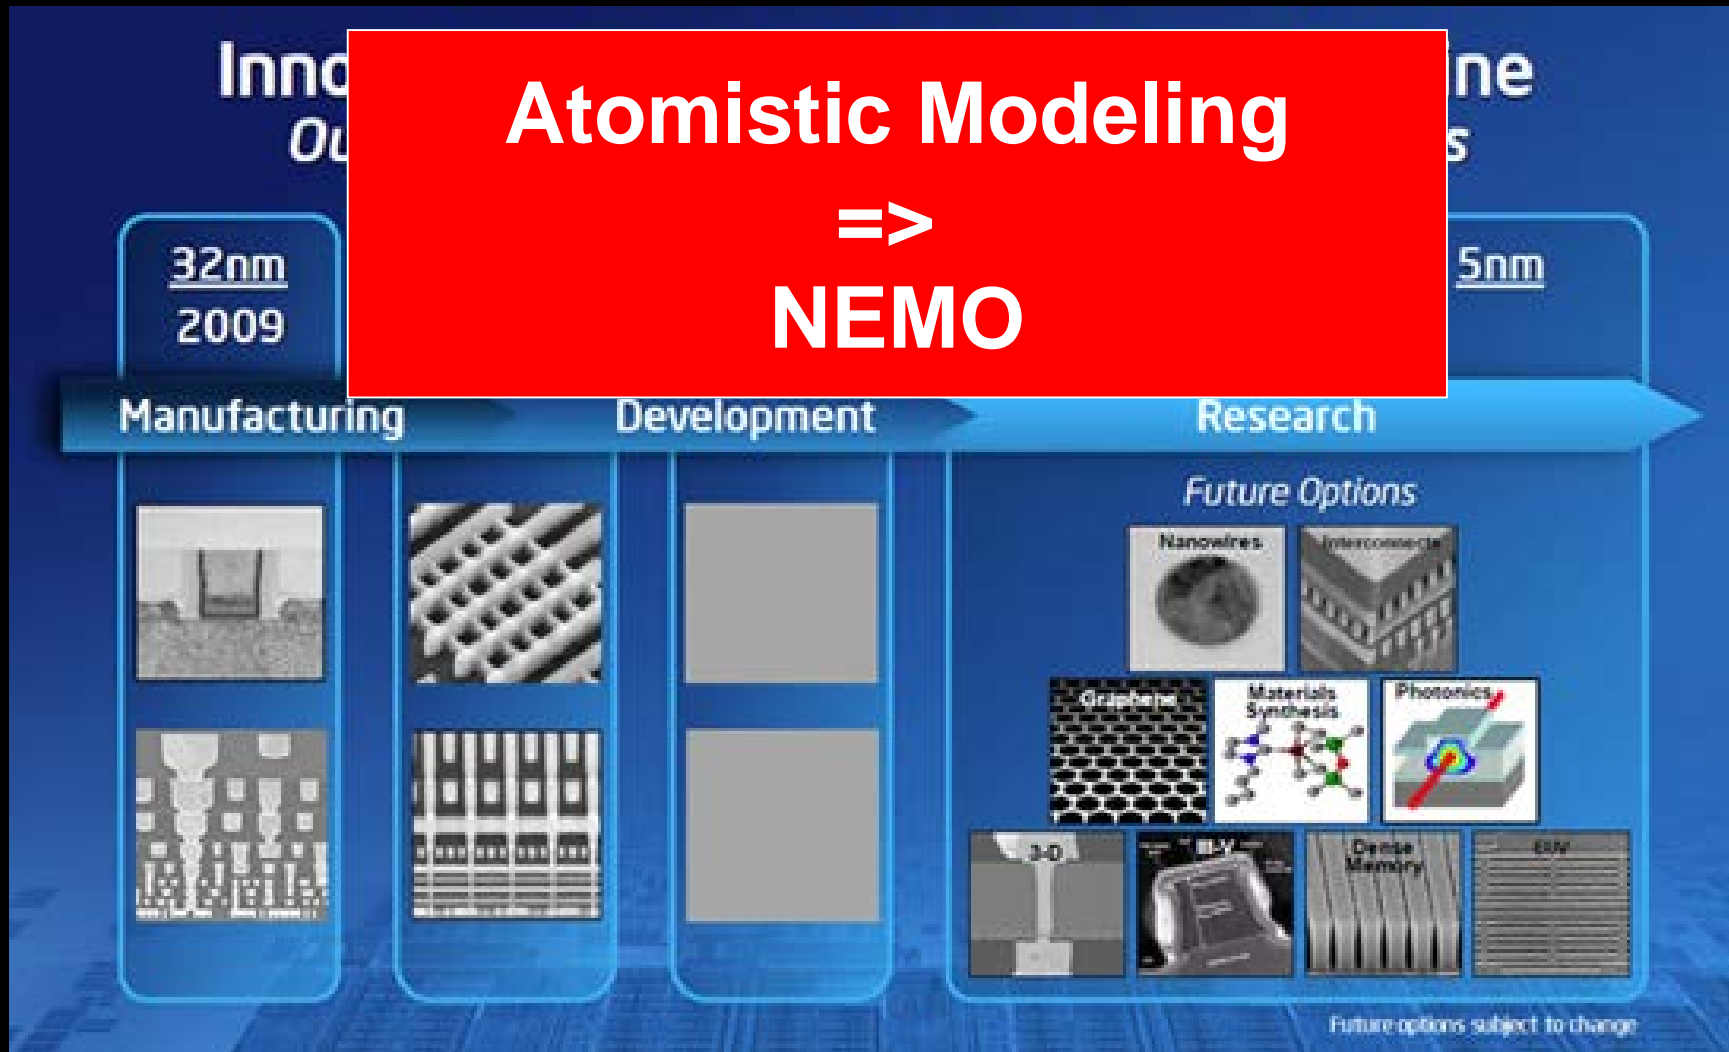 Inno
ine
Ou
s
Atomistic Modeling
=>
NEMO
32nm
2009
5nm
Manufacturing
Development
Research
Future Options
Nanowires
Interconnects
Graphene
Materials
Synthesis
Photonics
3-D
III-V
Dense
Memory
EUV
Future options subject to change